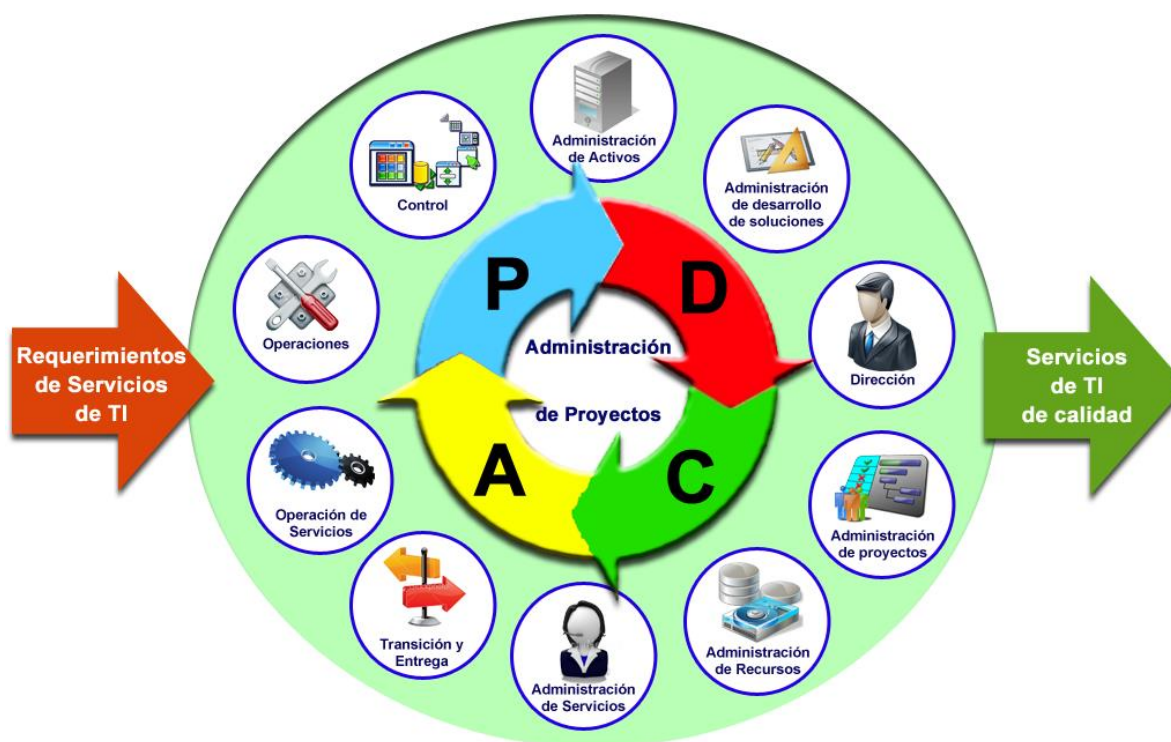 Administración
de Activos
Control
Administración
de desarrollo
de soluciones
P
D
Operaciones
Dirección
Requerimientos
de Servicios
de TI
Administración
de Proyectos
Servicios
de TI
de calidad
A
C
Operación de
Servicios
Administración
de proyectos
Transición y
Entrega
Administración
de Servicios
Administración
de Recursos